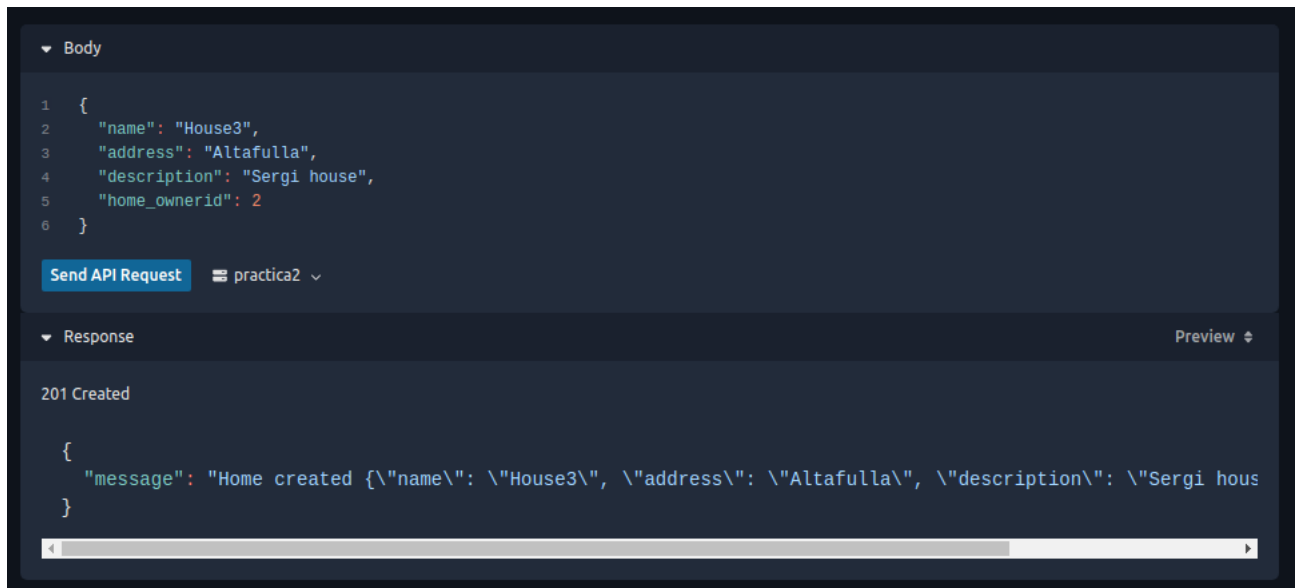 Body
1 {
2 "name": "House3",
3 "address": "Altafulla",
4 "description": "Sergi house",
5 "home_ownerid": 2
6 }
Send API Request practica2
Response Preview
201 Created
{
"message": "Home created {\"name\": \"House3\", \"address\": \"Altafulla\", \"description\": \"Sergi hous
}